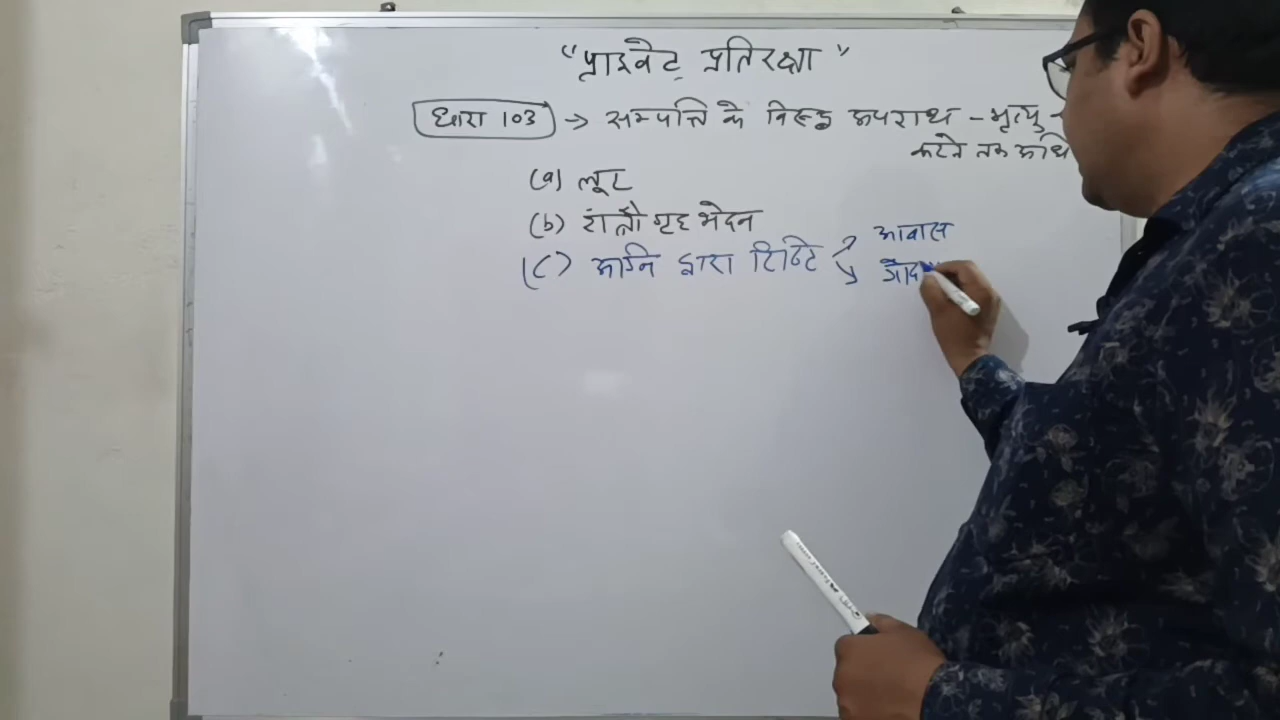 "प्राइवेट प्रतिरक्षा"
धारा 103 → सम्पत्ति के विरूद्ध अपराध - मृत्यु
करने तक
(a) लूट
(b) रात्रौ गृह भेदन
(c) अग्नि द्वारा रिष्टि
आवास